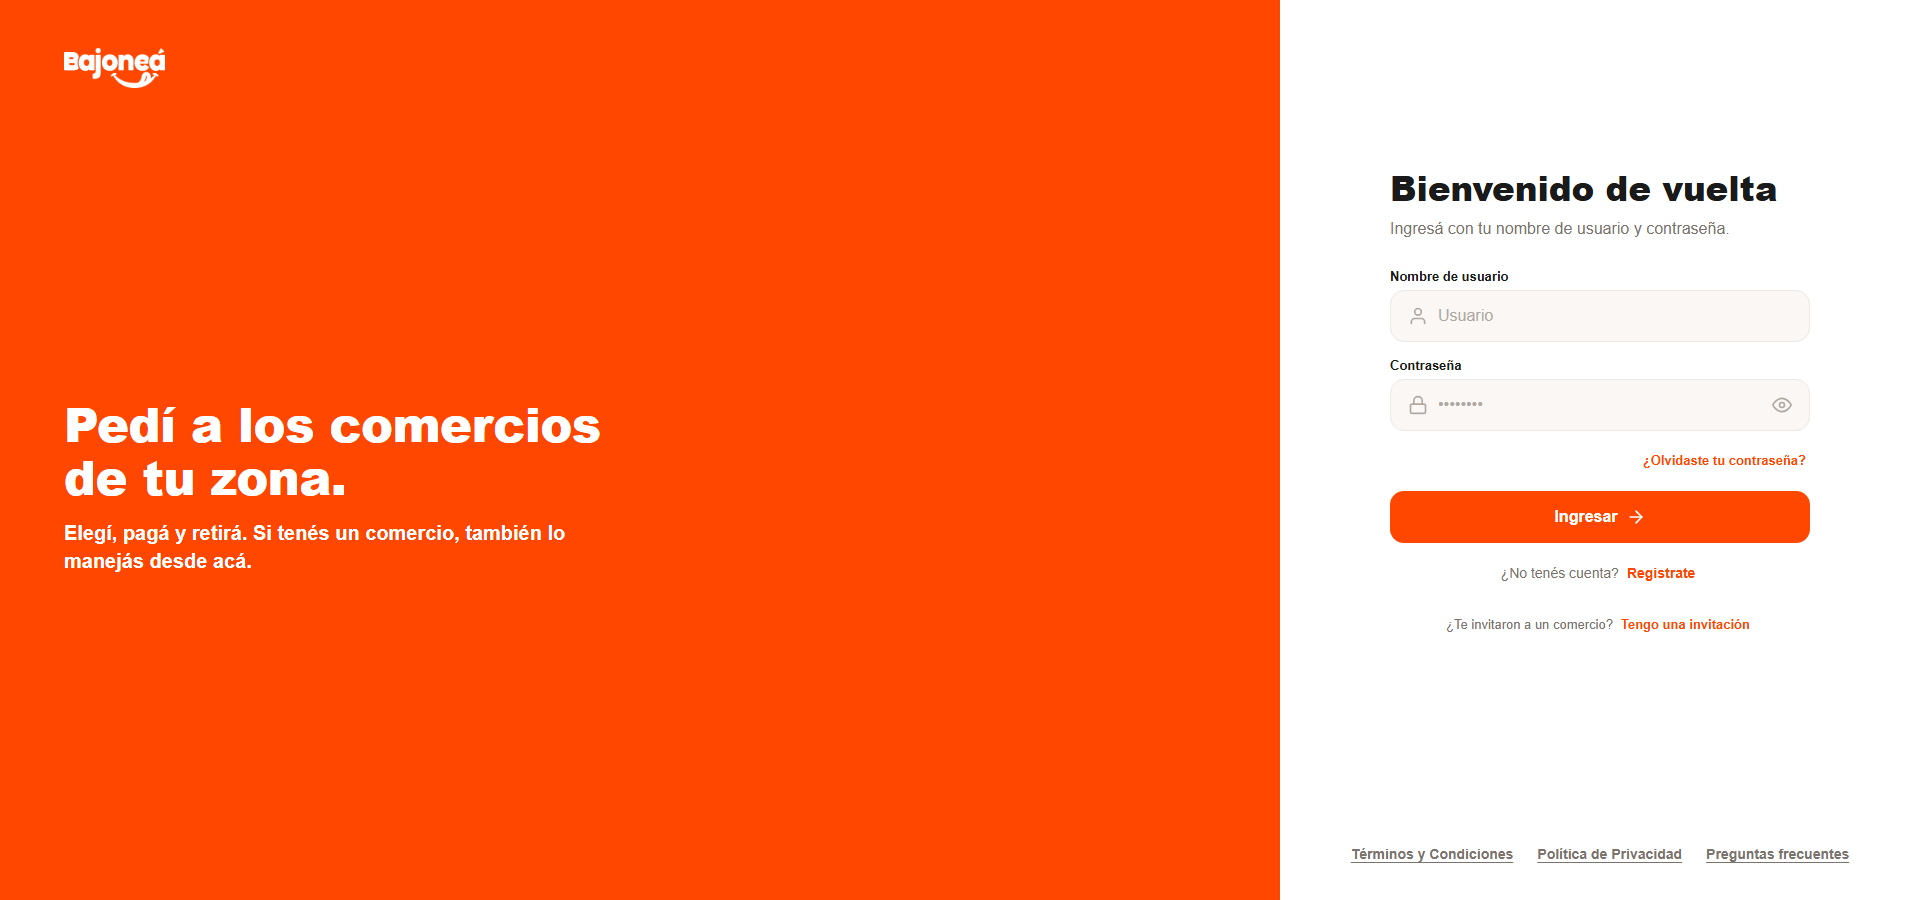 Bajoneá
Pedí a los comercios
de tu zona.
Elegí, pagá y retirá. Si tenés un comercio, también lo
manejás desde acá.
Bienvenido de vuelta
Ingresá con tu nombre de usuario y contraseña.
Nombre de usuario
Usuario
Contraseña
••••••••
¿Olvidaste tu contraseña?
Ingresar →
¿No tenés cuenta? Registrate
¿Te invitaron a un comercio? Tengo una invitación
Términos y Condiciones Política de Privacidad Preguntas frecuentes